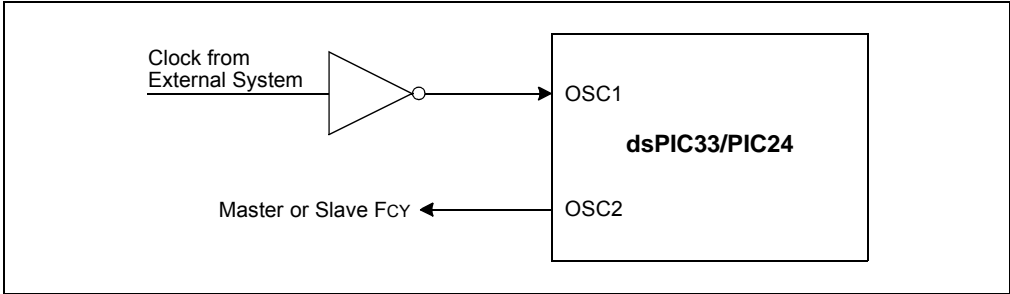 Clock from
External System
OSC1
dsPIC33/PIC24
Master or Slave FCY
OSC2